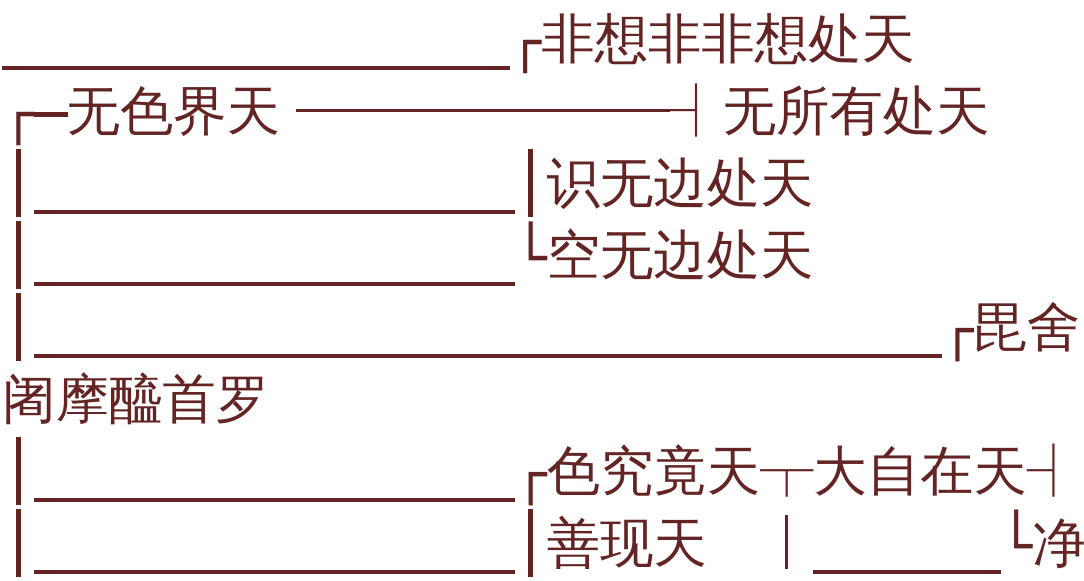 ┌非想非非想处天
┌─无色界天 ───────┤ 无所有处天
│ │识无边处天
│ └空无边处天
│ ┌毘舍
阇摩醯首罗
│ ┌色究竟天┬大自在天┤
│ │善现天 │ └净